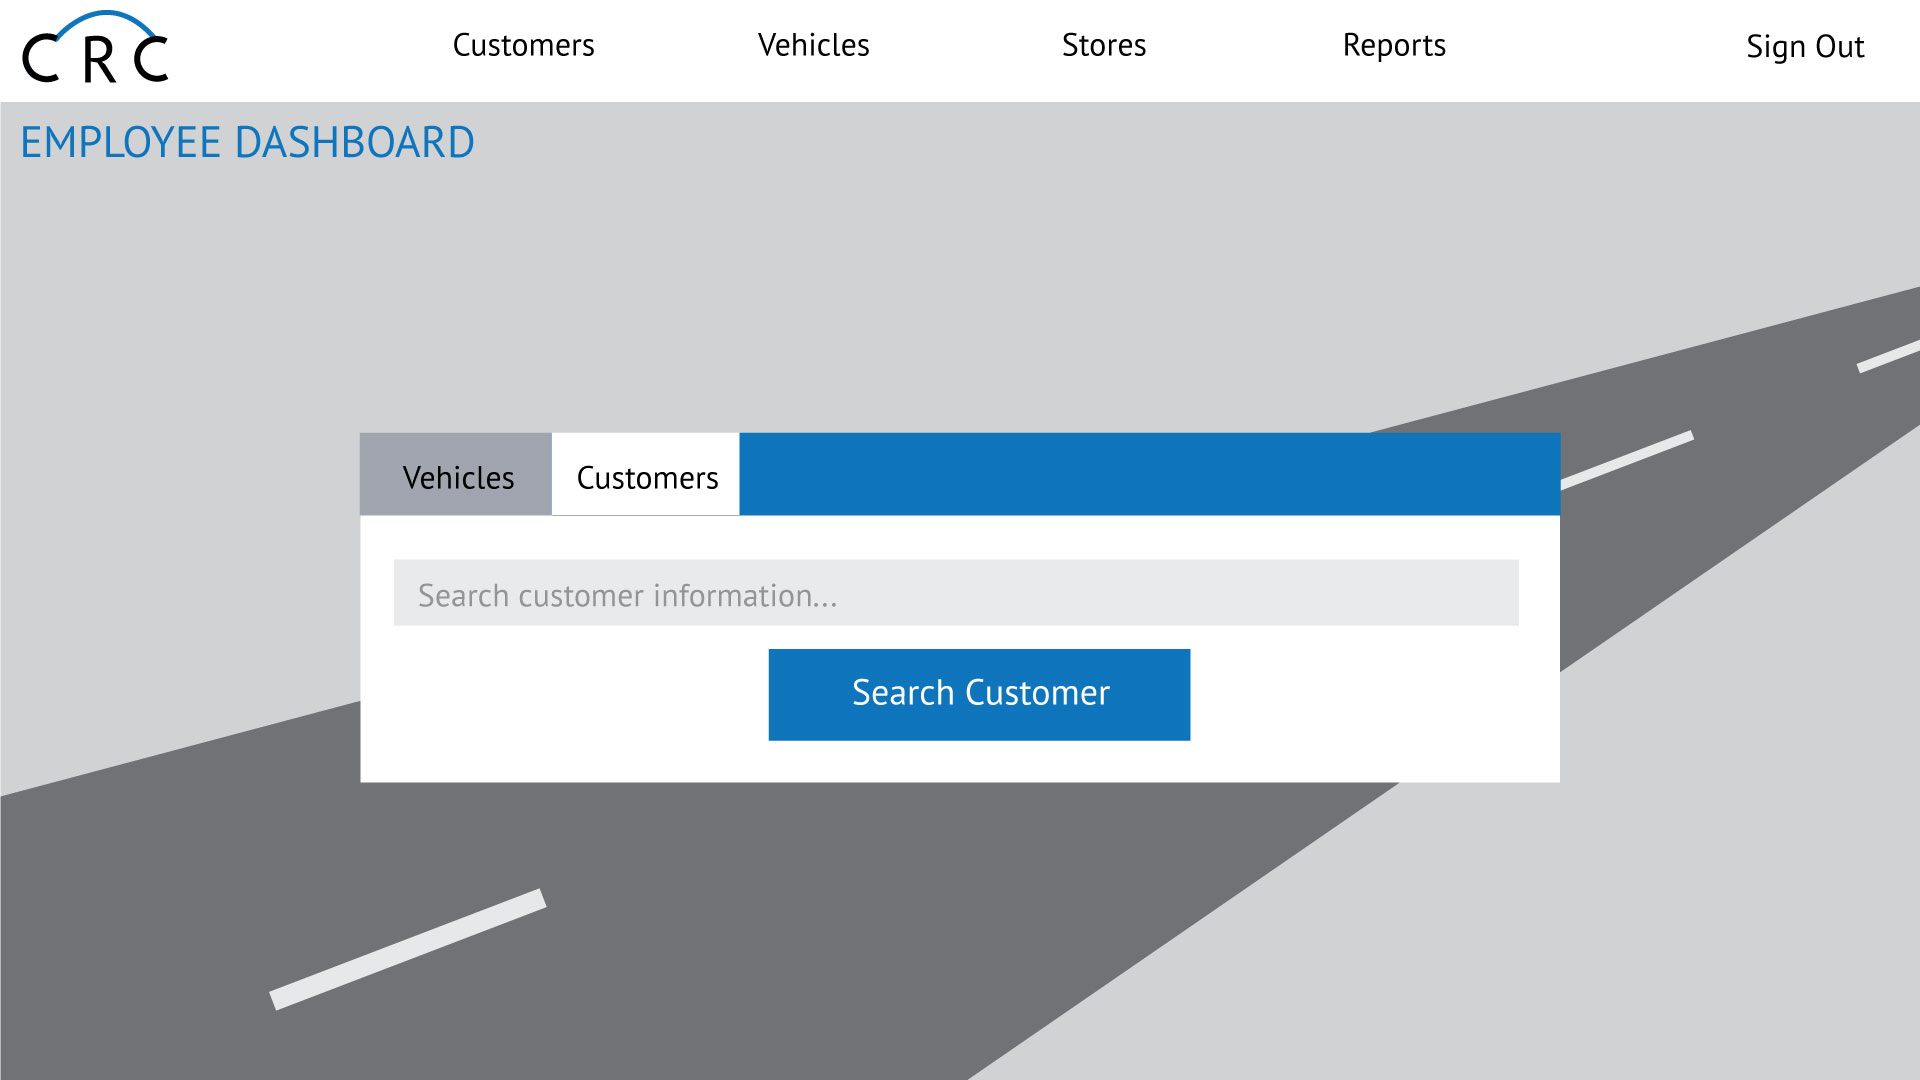 CRC
Customers
Vehicles
Stores
Reports
Sign Out
EMPLOYEE DASHBOARD
Vehicles
Customers
Search customer information...
Search Customer